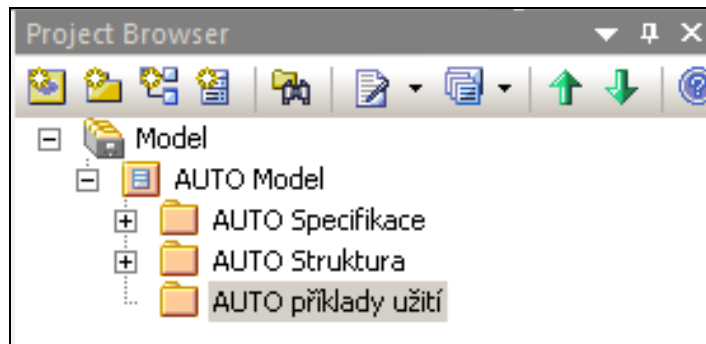 Project Browser
Model
AUTO Model
AUTO Specifikace
AUTO Struktura
AUTO příklady užití